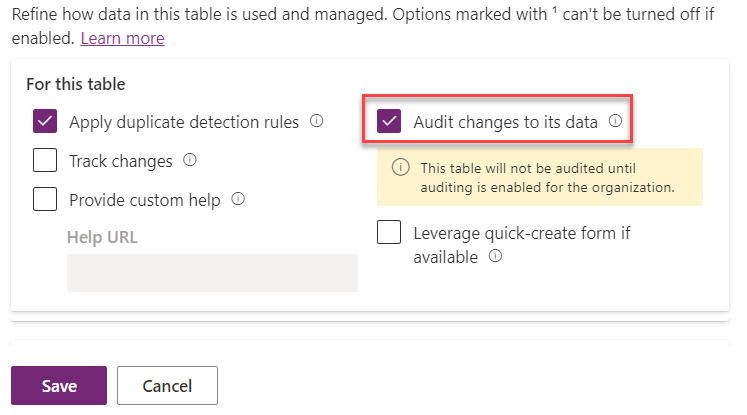 Refine how data in this table is used and managed. Options marked with ¹ can't be turned off if
enabled. Learn more
For this table
Apply duplicate detection rules
Audit changes to its data
Track changes
This table will not be audited until
auditing is enabled for the organization.
Provide custom help
Help URL
Leverage quick-create form if
available
Save
Cancel